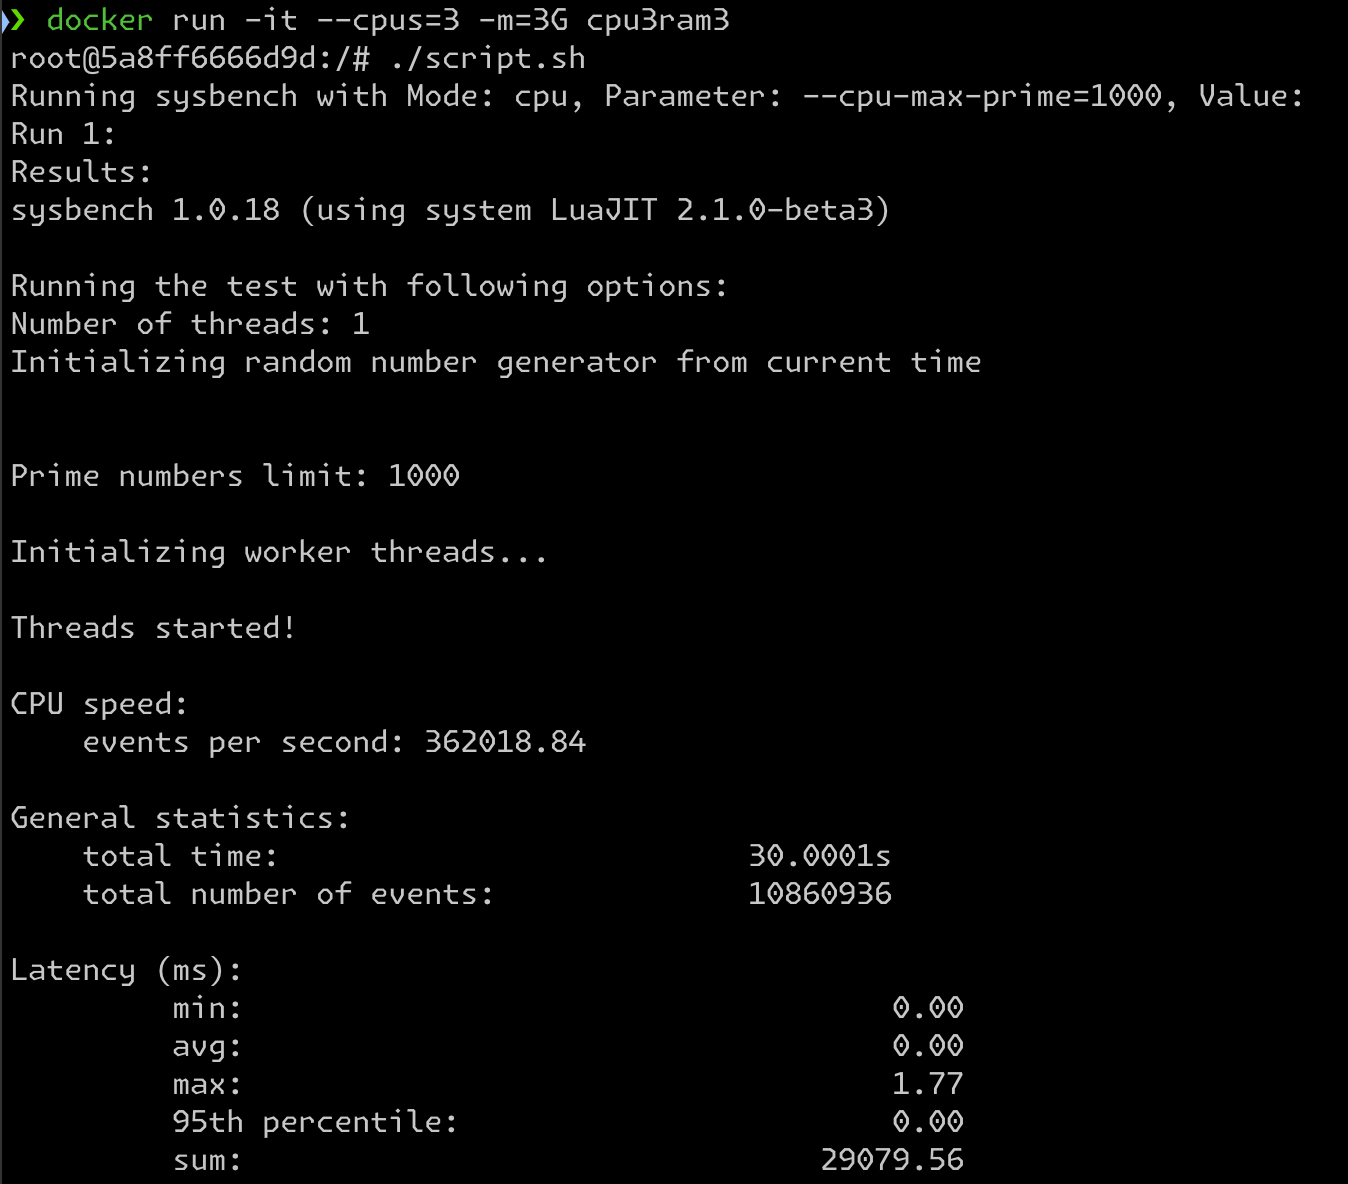 ❯ docker run -it --cpus=3 -m=3G cpu3ram3
root@5a8ff6666d9d:/# ./script.sh
Running sysbench with Mode: cpu, Parameter: --cpu-max-prime=1000, Value:
Run 1:
Results:
sysbench 1.0.18 (using system LuaJIT 2.1.0-beta3)
Running the test with following options:
Number of threads: 1
Initializing random number generator from current time
Prime numbers limit: 1000
Initializing worker threads...
Threads started!
CPU speed:
events per second: 362018.84
General statistics:
total time: 30.0001s
total number of events: 10860936
Latency (ms):
min: 0.00
avg: 0.00
max: 1.77
95th percentile: 0.00
sum: 29079.56